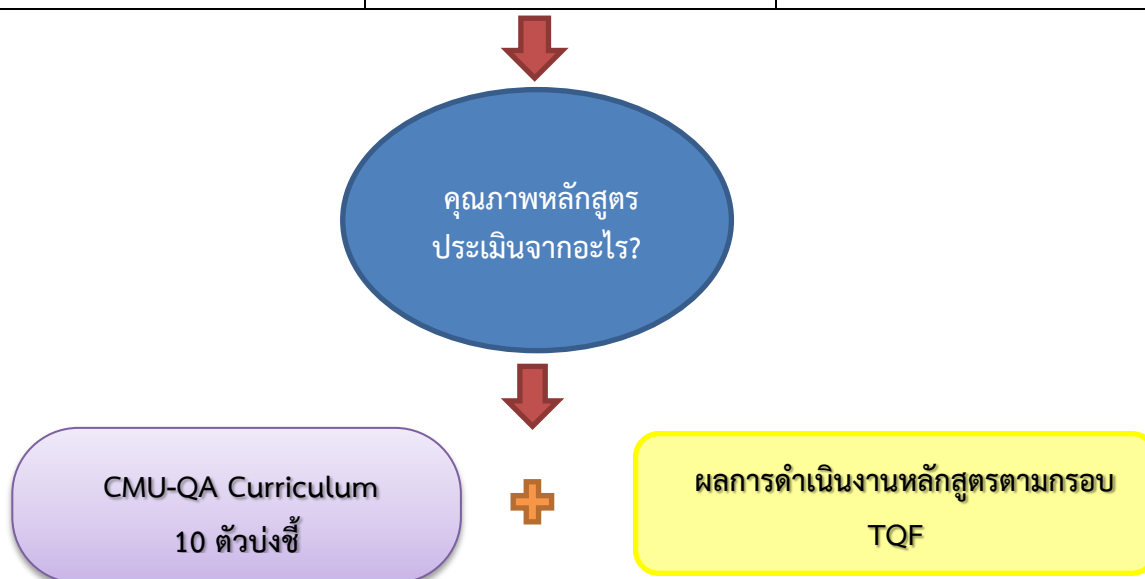 คุณภาพหลักสูตร
ประเมินจากอะไร?
CMU-QA Curriculum
10 ตัวบ่งชี้
ผลการดำเนินงานหลักสูตรตามกรอบ
TQF